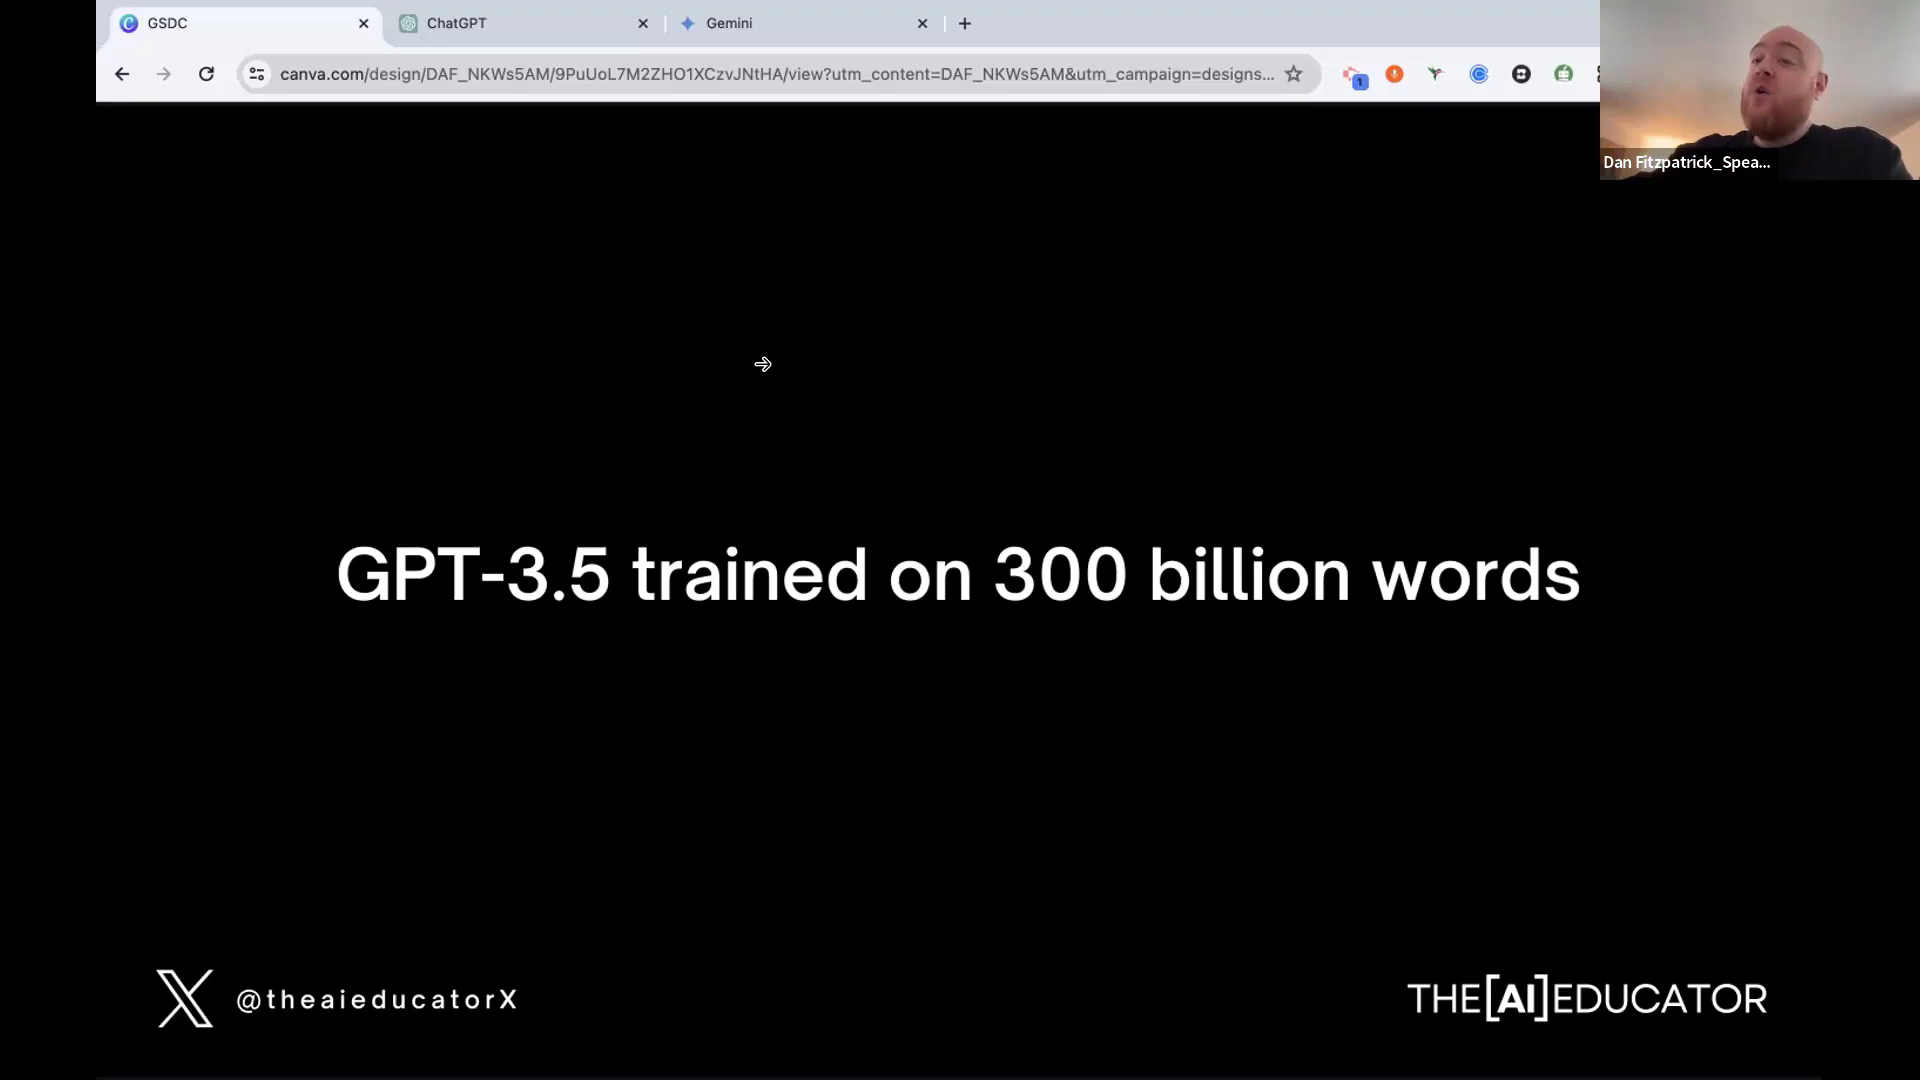 GSDC
ChatGPT
Gemini
canva.com/design/DAF_NKWs5AM/9PuUoL7M2ZHO1XCzvJNtHA/view?utm_content=DAF_NKWs5AM&utm_campaign=designs...
1
Dan Fitzpatrick_Spea...
GPT-3.5 trained on 300 billion words
@theaieducatorX
THE[AI]EDUCATOR